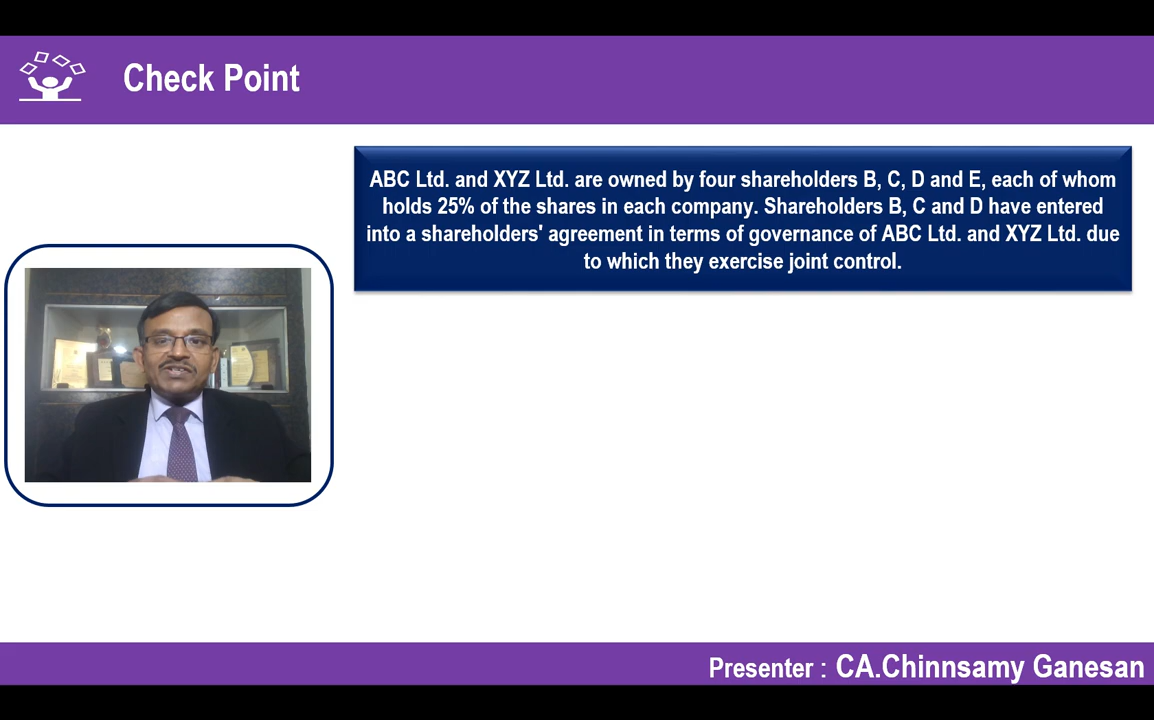 Check Point
ABC Ltd. and XYZ Ltd. are owned by four shareholders B, C, D and E, each of whom
holds 25% of the shares in each company. Shareholders B, C and D have entered
into a shareholders' agreement in terms of governance of ABC Ltd. and XYZ Ltd. due
to which they exercise joint control.
Presenter : CA.Chinnsamy Ganesan